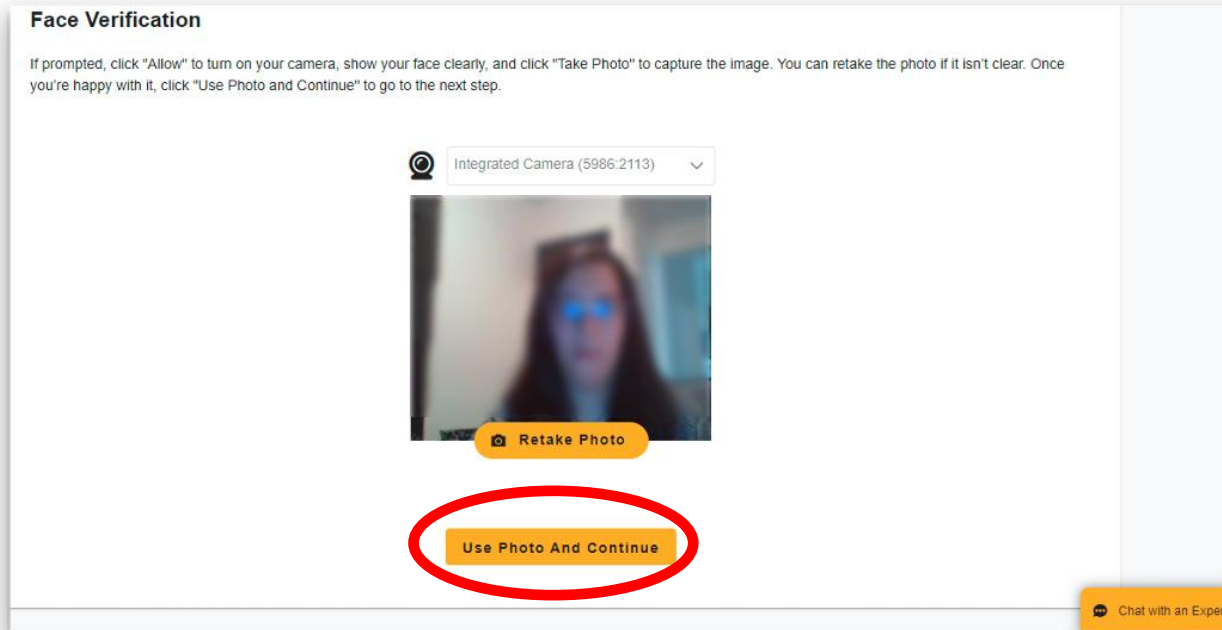 Face Verification
If prompted, click "Allow" to turn on your camera, show your face clearly, and click "Take Photo" to capture the image. You can retake the photo if it isn't clear. Once
you're happy with it, click "Use Photo and Continue" to go to the next step.
Integrated Camera (5986:2113)
Retake Photo
Use Photo And Continue
Chat with an